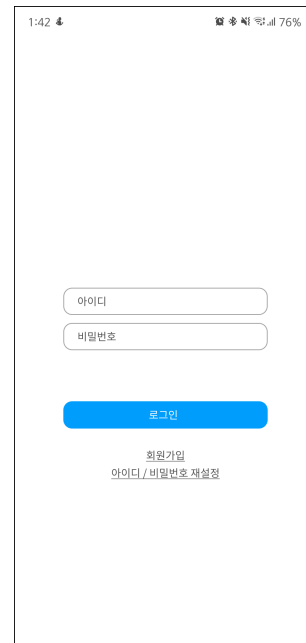 1:42 76%
아이디
비밀번호
로그인
회원가입
아이디 / 비밀번호 재설정